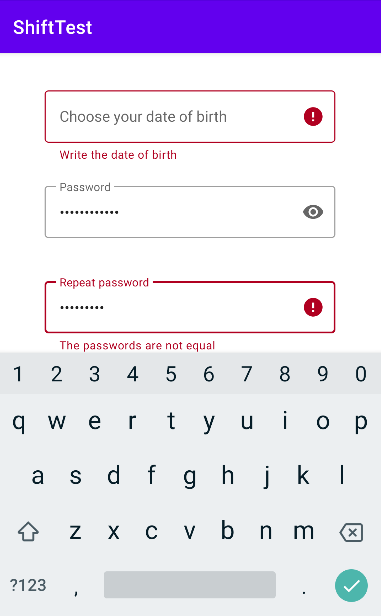 ShiftTest
Choose your date of birth
Write the date of birth
Password
••••••••••••
Repeat password
•••••••••
The passwords are not equal
1 2 3 4 5 6 7 8 9 0
q w e r t y u i o p
a s d f g h j k l
z x c v b n m
?123 , .